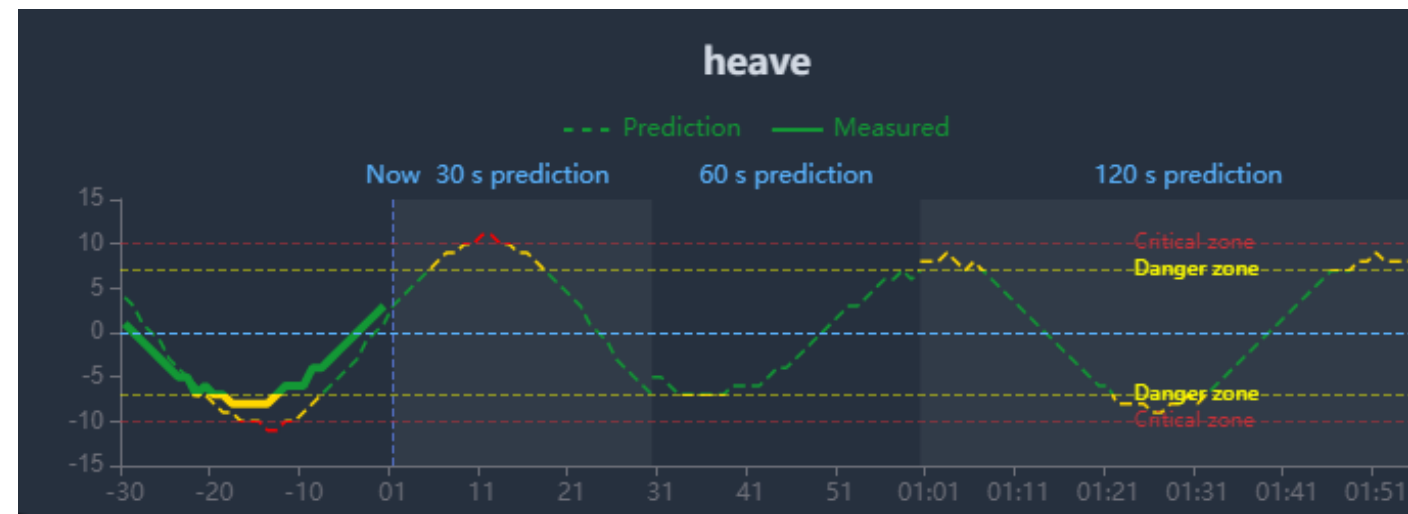 heave
Prediction Measured
Now 30 s prediction 60 s prediction 120 s prediction
15
10
Critical zone
Danger zone
5
0
-5
-10
Danger zone
Critical zone
-15
-30 -20 -10 01 11 21 31 41 51 01:01 01:11 01:21 01:31 01:41 01:51